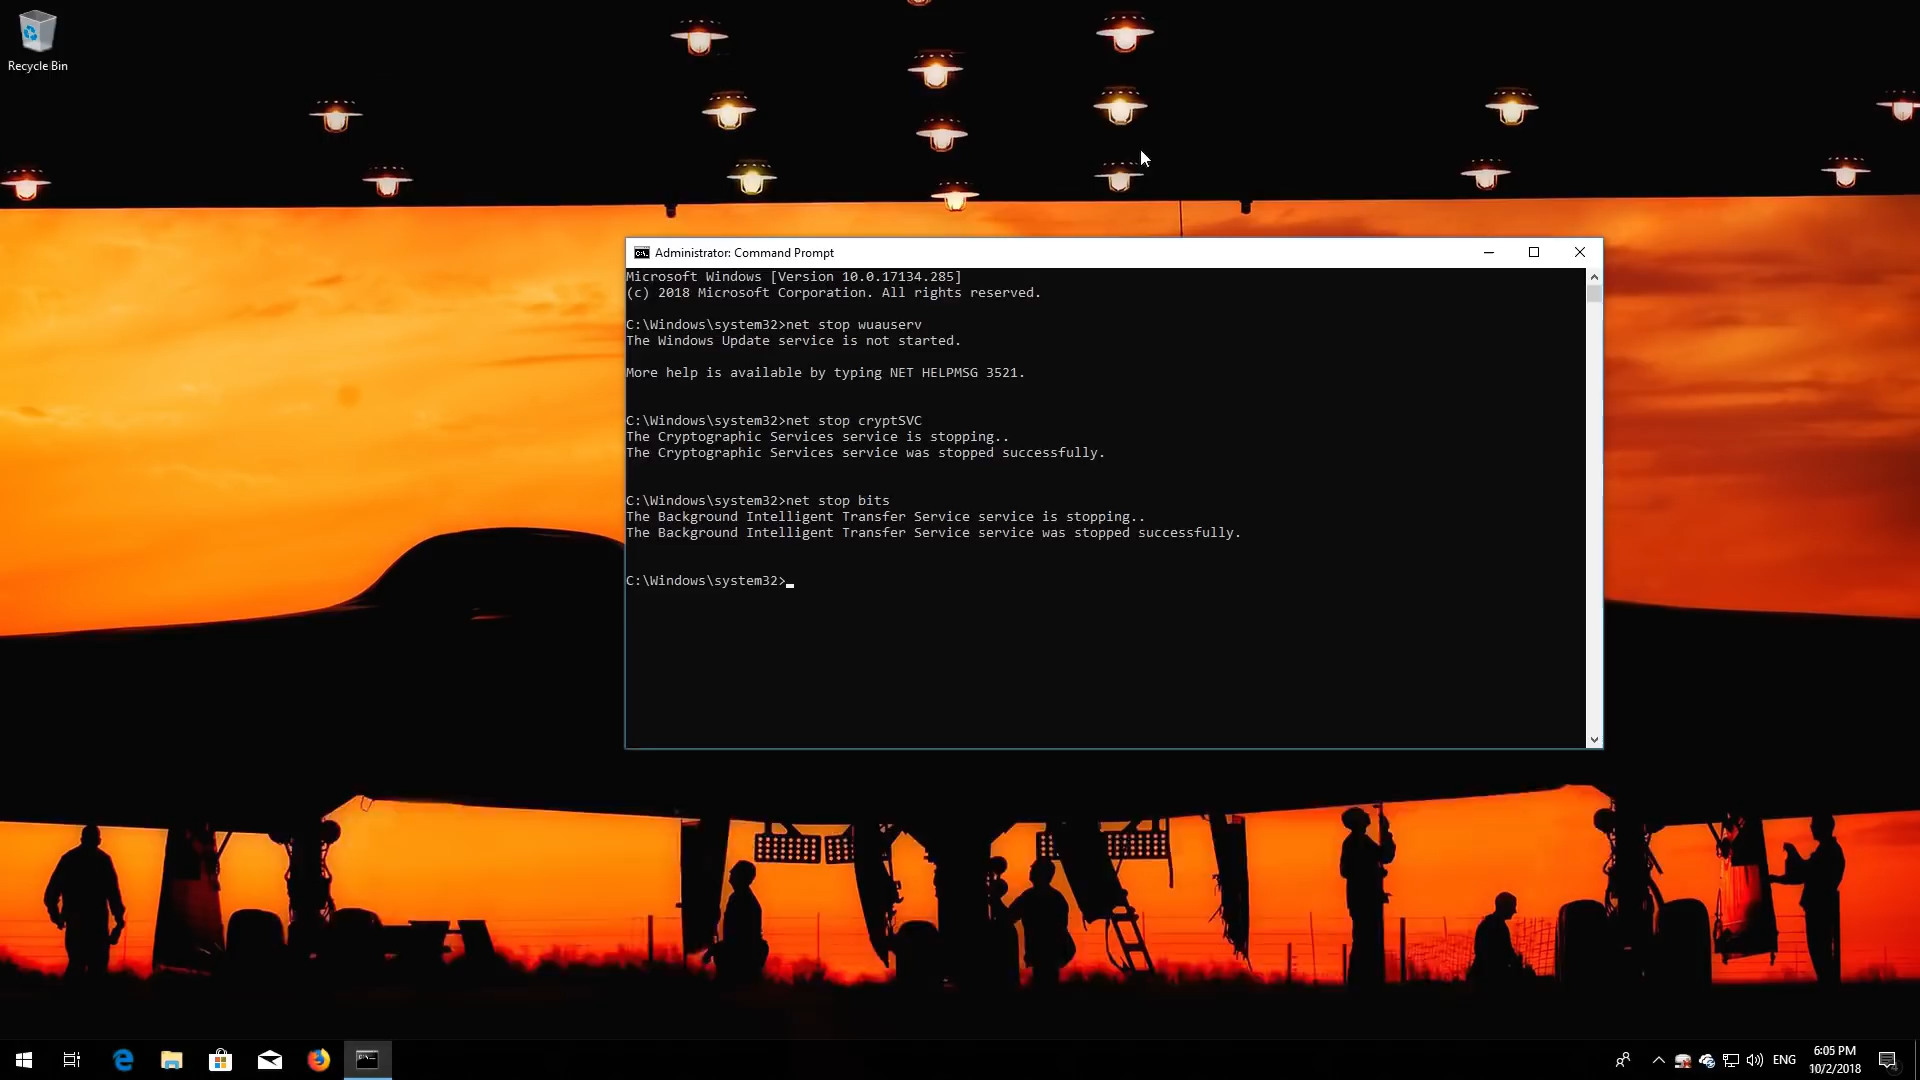 Recycle Bin
Administrator: Command Prompt
Microsoft Windows [Version 10.0.17134.285]
(c) 2018 Microsoft Corporation. All rights reserved.
C:\Windows\system32>net stop wuauserv
The Windows Update service is not started.
More help is available by typing NET HELPMSG 3521.
C:\Windows\system32>net stop cryptSVC
The Cryptographic Services service is stopping..
The Cryptographic Services service was stopped successfully.
C:\Windows\system32>net stop bits
The Background Intelligent Transfer Service service is stopping..
The Background Intelligent Transfer Service service was stopped successfully.
C:\Windows\system32>
ENG
6:05 PM
10/2/2018